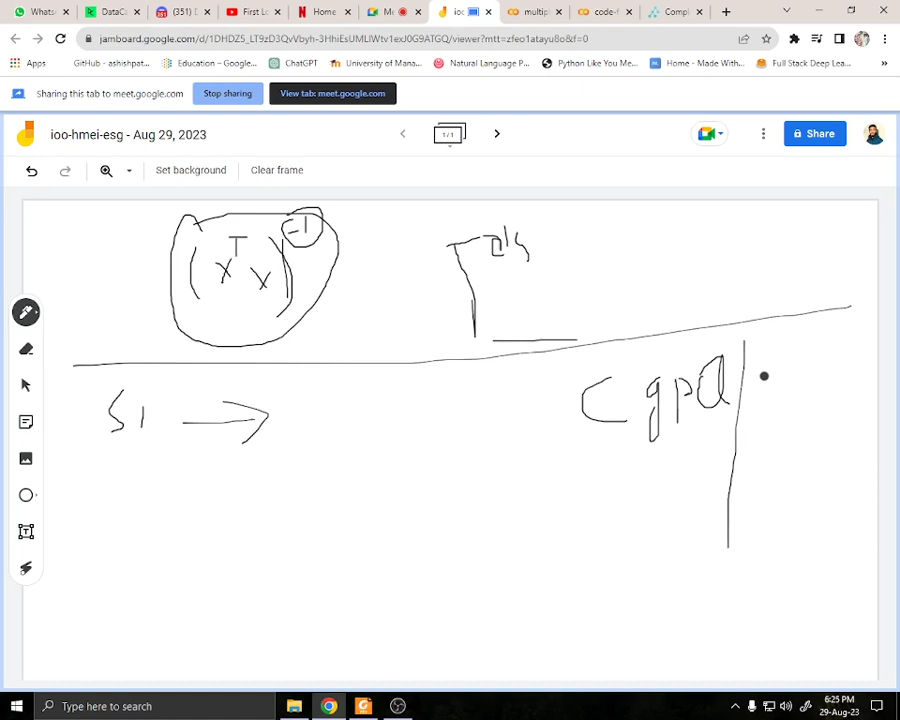 Whats
DataCa
(351) L
First Lo
Home
Me
ioo
multip
code-f
Compl
jamboard.google.com/d/1DHDZ5_LT9zD3QvVbyh-3HhiEsUMLIWtv1exJ0G9ATGQ/viewer?mtt=zfeo1atayu8o&f=0
Apps
GitHub - ashishpat...
Education – Google...
ChatGPT
University of Mana...
Natural Language P...
Python Like You Me...
Home - Made With...
Full Stack Deep Lea...
»
Sharing this tab to meet.google.com
Stop sharing
View tab: meet.google.com
ioo-hmei-esg - Aug 29, 2023
1/1
Share
Set background
Clear frame
(X^T X)^-1
S1 →
Cgpa
Type here to search
6:25 PM
29-Aug-23